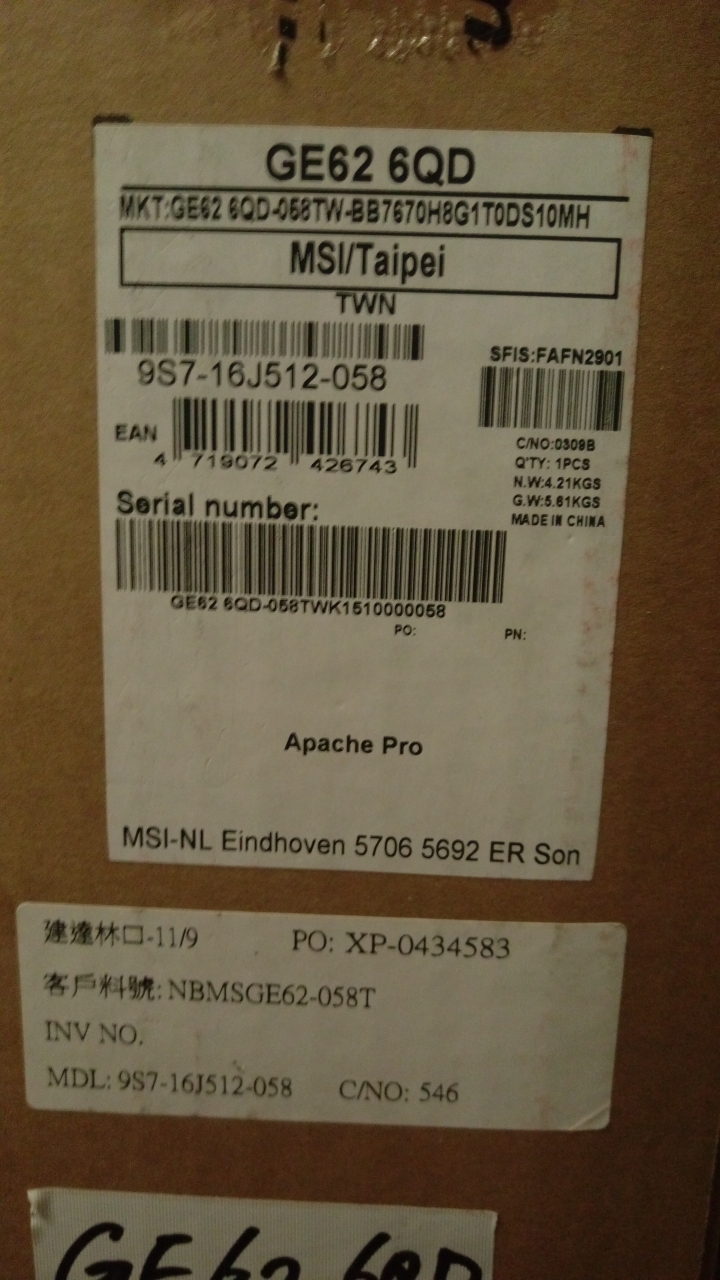 GE62 6QD
MKT:GE62 6QD-058TW-BB7670H8G1T0DS10MH
MSI/Taipei
TWN
9S7-16J512-058
SFIS:FAFN2901
EAN
4 719072 426743
C/NO:0309B
Q'TY: 1PCS
N.W:4.21KGS
G.W:5.61KGS
MADE IN CHINA
Serial number:
GE62 6QD-058TWK1510000058
PO: PN:
Apache Pro
MSI-NL Eindhoven 5706 5692 ER Son
建達林口-11/9 PO: XP-0434583
客戶料號: NBMSGE62-058T
INV NO.
MDL: 9S7-16J512-058 C/NO: 546
GE62 6QD